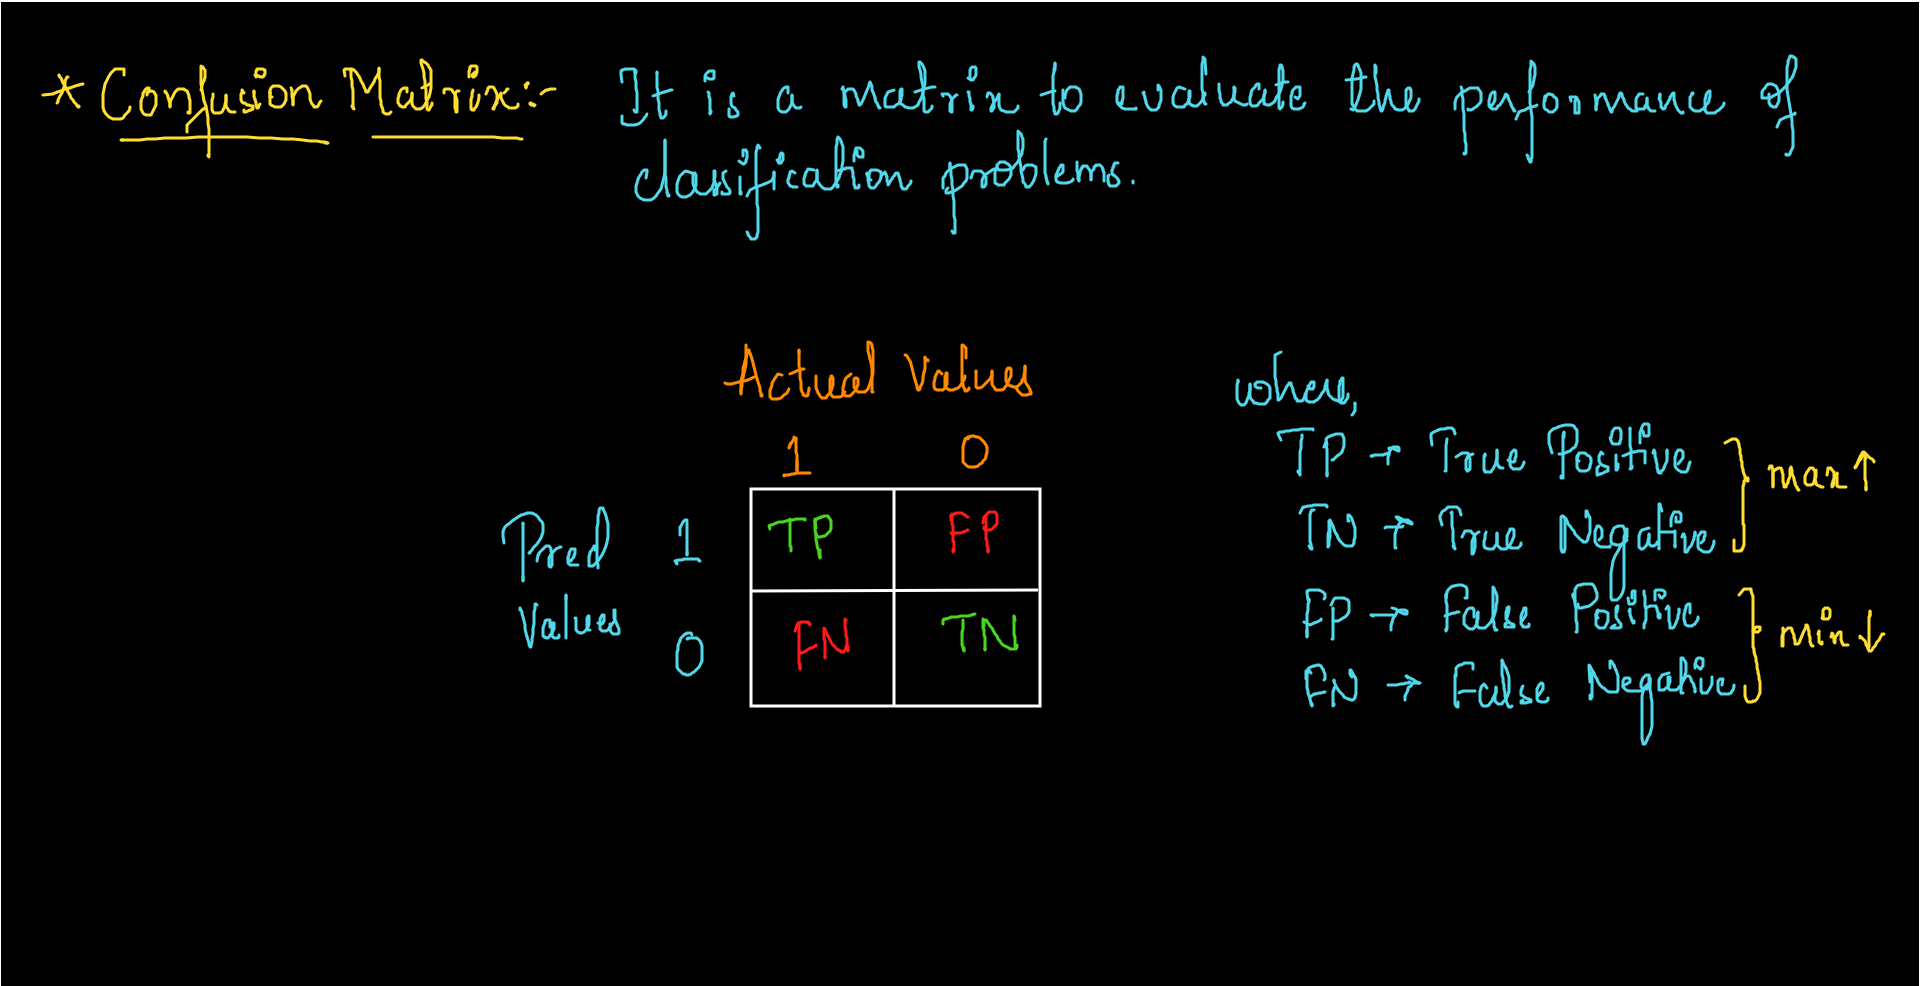 * Confusion Matrix:- It is a matrix to evaluate the performance of
classification problems.
Actual Values
1 0
Pred Values
1 TP FP
0 FN TN
where,
TP → True Positive
TN → True Negative
max ↑
FP → False Positive
FN → False Negative
min ↓